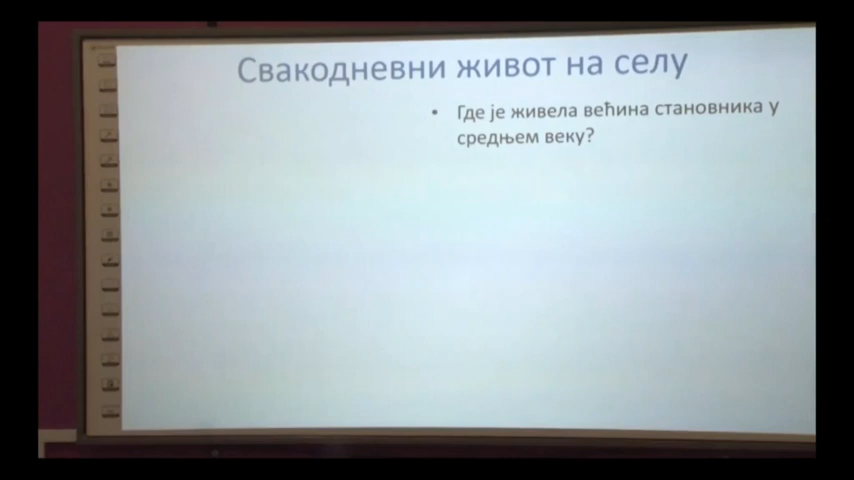 Свакодневни живот на селу
• Где је живела већина становника у
средњем веку?